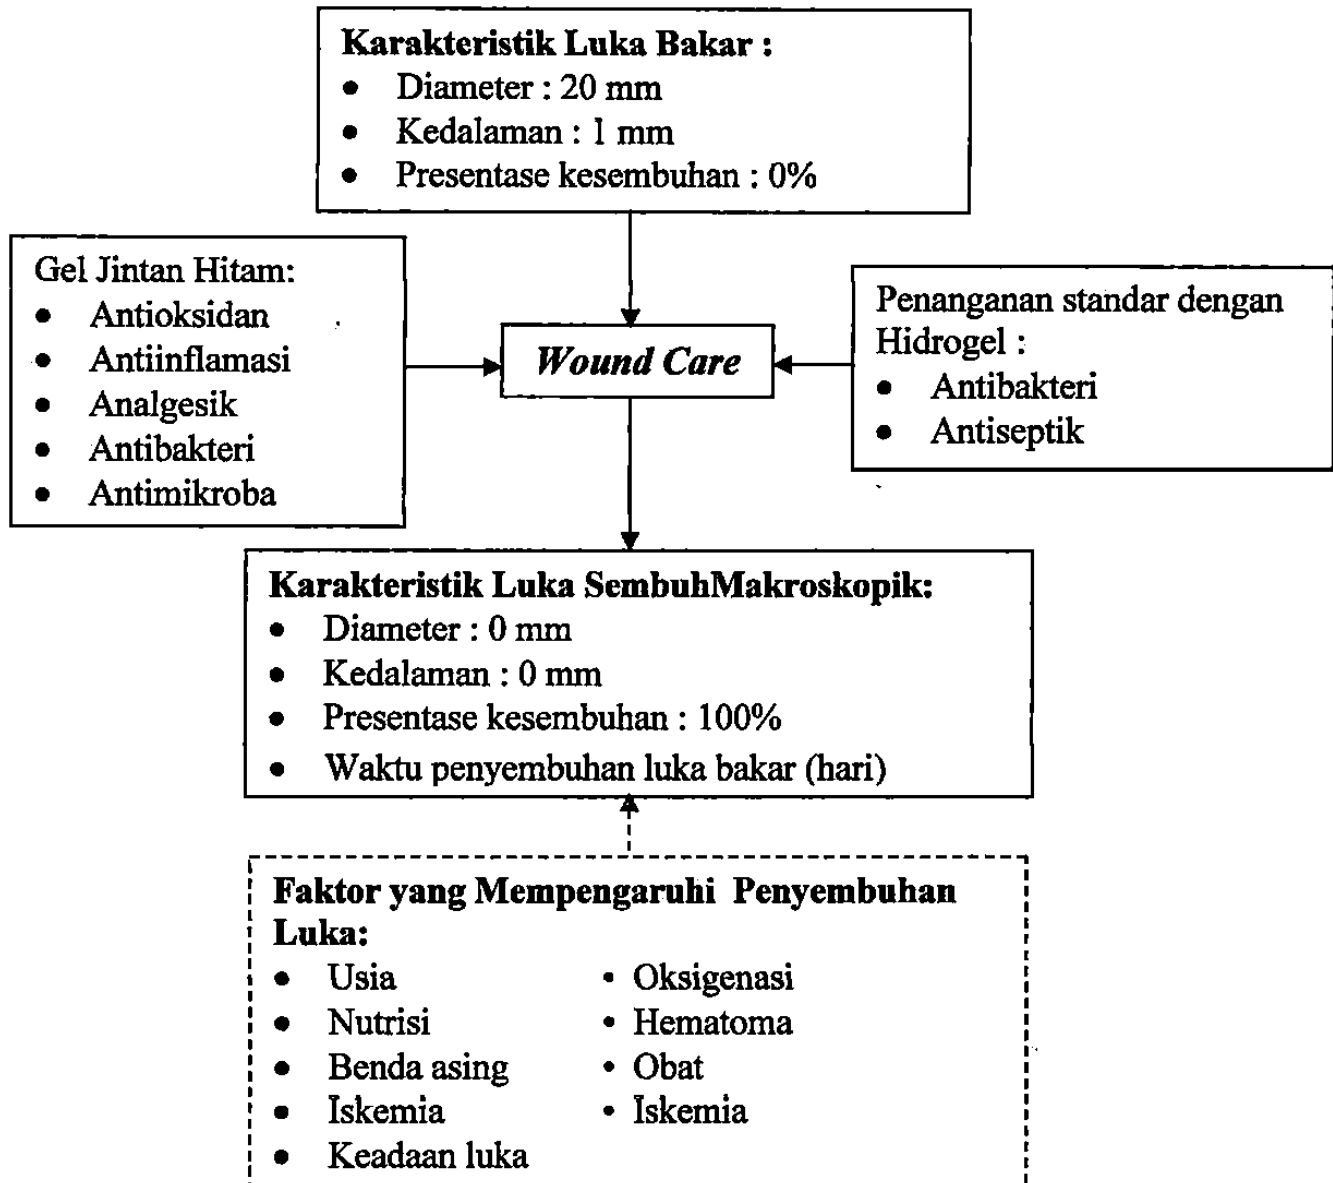 Karakteristik Luka Bakar :
• Diameter : 20 mm
• Kedalaman : 1 mm
• Presentase kesembuhan : 0%
Gel Jintan Hitam:
• Antioksidan
• Antiinflamasi
• Analgesik
• Antibakteri
• Antimikroba
Wound Care
Penanganan standar dengan
Hidrogel :
• Antibakteri
• Antiseptik
Karakteristik Luka SembuhMakroskopik:
• Diameter : 0 mm
• Kedalaman : 0 mm
• Presentase kesembuhan : 100%
• Waktu penyembuhan luka bakar (hari)
Faktor yang Mempengaruhi Penyembuhan
Luka:
• Usia
• Nutrisi
• Benda asing
• Iskemia
• Keadaan luka
• Oksigenasi
• Hematoma
• Obat
• Iskemia